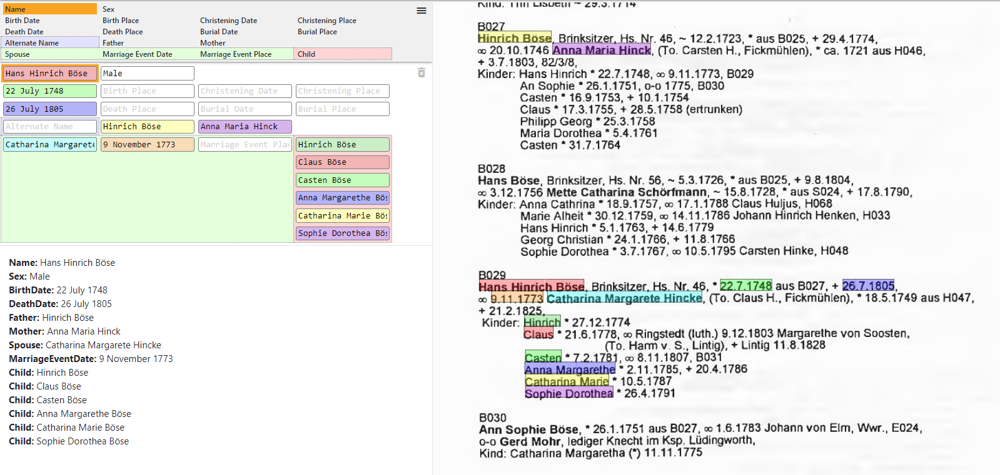 Name Sex
Birth Date Birth Place Christening Date Christening Place
Death Date Death Place Burial Date Burial Place
Alternate Name Father Mother
Spouse Marriage Event Date Marriage Event Place Child
Hans Hinrich Böse Male
22 July 1748 Birth Place Christening Date Christening Place
26 July 1805 Death Place Burial Date Burial Place
Alternate Name Hinrich Böse Anna Maria Hinck
Catharina Margarete 9 November 1773 Marriage Event Plac Hinrich Böse
Claus Böse
Casten Böse
Anna Margarethe Bös
Catharina Marie Bös
Sophie Dorothea Bös
Name: Hans Hinrich Böse
Sex: Male
BirthDate: 22 July 1748
DeathDate: 26 July 1805
Father: Hinrich Böse
Mother: Anna Maria Hinck
Spouse: Catharina Margarete Hincke
MarriageEventDate: 9 November 1773
Child: Hinrich Böse
Child: Claus Böse
Child: Casten Böse
Child: Anna Margarethe Böse
Child: Catharina Marie Böse
Child: Sophie Dorothea Böse
Kind: Lisbeth ~ 29.3.1714
B027
Hinrich Böse, Brinksitzer, Hs. Nr. 46, ~ 12.2.1723, * aus B025, + 29.4.1774,
∞ 20.10.1746 Anna Maria Hinck, (To. Carsten H., Fickmühlen), * ca. 1721 aus H046,
+ 3.7.1803, 82/3/8,
Kinder: Hans Hinrich * 22.7.1748, ∞ 9.11.1773, B029
An Sophie * 26.1.1751, o-o 1775, B030
Casten * 16.9.1753, + 10.1.1754
Claus * 17.3.1755, + 28.5.1758 (ertrunken)
Philipp Georg * 25.3.1758
Maria Dorothee * 5.4.1761
Casten * 31.7.1764
B028
Hans Böse, Brinksitzer, Hs. Nr. 56, ~ 5.3.1726, * aus B025, + 9.8.1804,
∞ 3.12.1756 Mette Catharina Schörfmann, ~ 15.8.1728, * aus S024, + 17.8.1790,
Kinder: Anna Cathrina * 18.9.1757, ∞ 17.1.1788 Claus Huljus, H068
Marie Alheit * 30.12.1759, ∞ 14.11.1786 Johann Hinrich Henken, H033
Hans Hinrich * 5.1.1763, + 14.6.1779
Georg Christian * 24.1.1766, + 11.8.1766
Sophie Dorothee * 3.7.1767, ∞ 10.5.1795 Carsten Hinke, H048
B029
Hans Hinrich Böse, Brinksitzer, Hs. Nr. 46, * 22.7.1748 aus B027, + 26.7.1805,
∞ 9.11.1773 Catharina Margarete Hincke, (To. Claus H., Fickmühlen), * 18.5.1749 aus H047,
+ 21.2.1825,
Kinder: Hinrich * 27.12.1774
Claus * 21.6.1778, ∞ Ringstedt (luth.) 9.12.1803 Margarethe von Soosten,
(To. Harm v. S., Lintig), + Lintig 11.8.1828
Casten * 7.2.1781, ∞ 8.11.1807, B031
Anna Margarethe * 2.11.1785, + 20.4.1786
Catharina Marie * 10.5.1787
Sophie Dorothea * 26.4.1791
B030
Ann Sophie Böse, * 26.1.1751 aus B027, ∞ 1.6.1783 Johann von Elm, Wwr., E024,
o-o Gerd Mohr, lediger Knecht im Ksp. Lüdingworth,
Kind: Catharina Margaretha (*) 11.11.1775